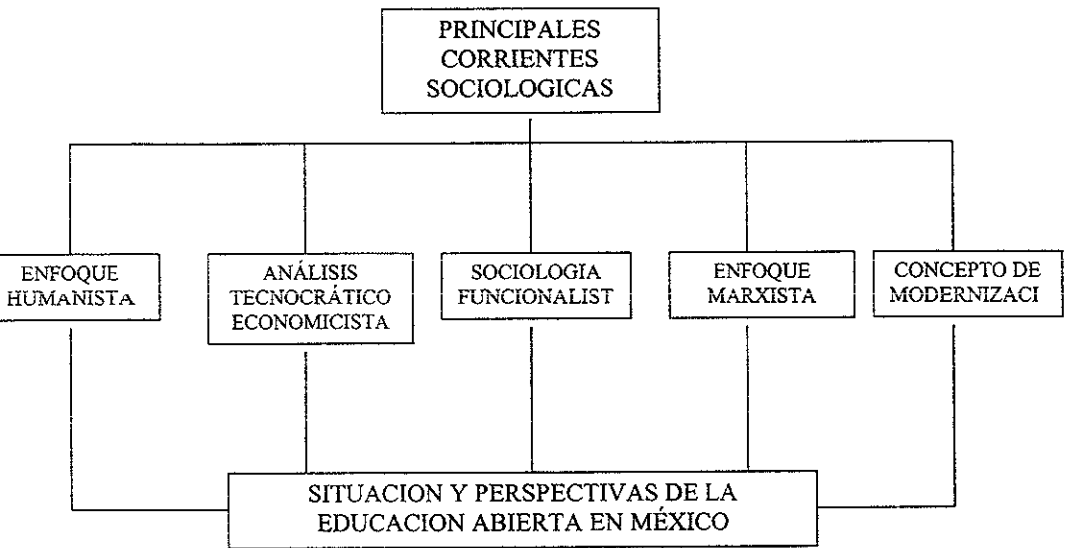 PRINCIPALES
CORRIENTES
SOCIOLOGICAS
ENFOQUE
HUMANISTA
ANÁLISIS
TECNOCRÁTICO
ECONOMICISTA
SOCIOLOGIA
FUNCIONALIST
ENFOQUE
MARXISTA
CONCEPTO DE
MODERNIZACI
SITUACION Y PERSPECTIVAS DE LA
EDUCACION ABIERTA EN MÉXICO